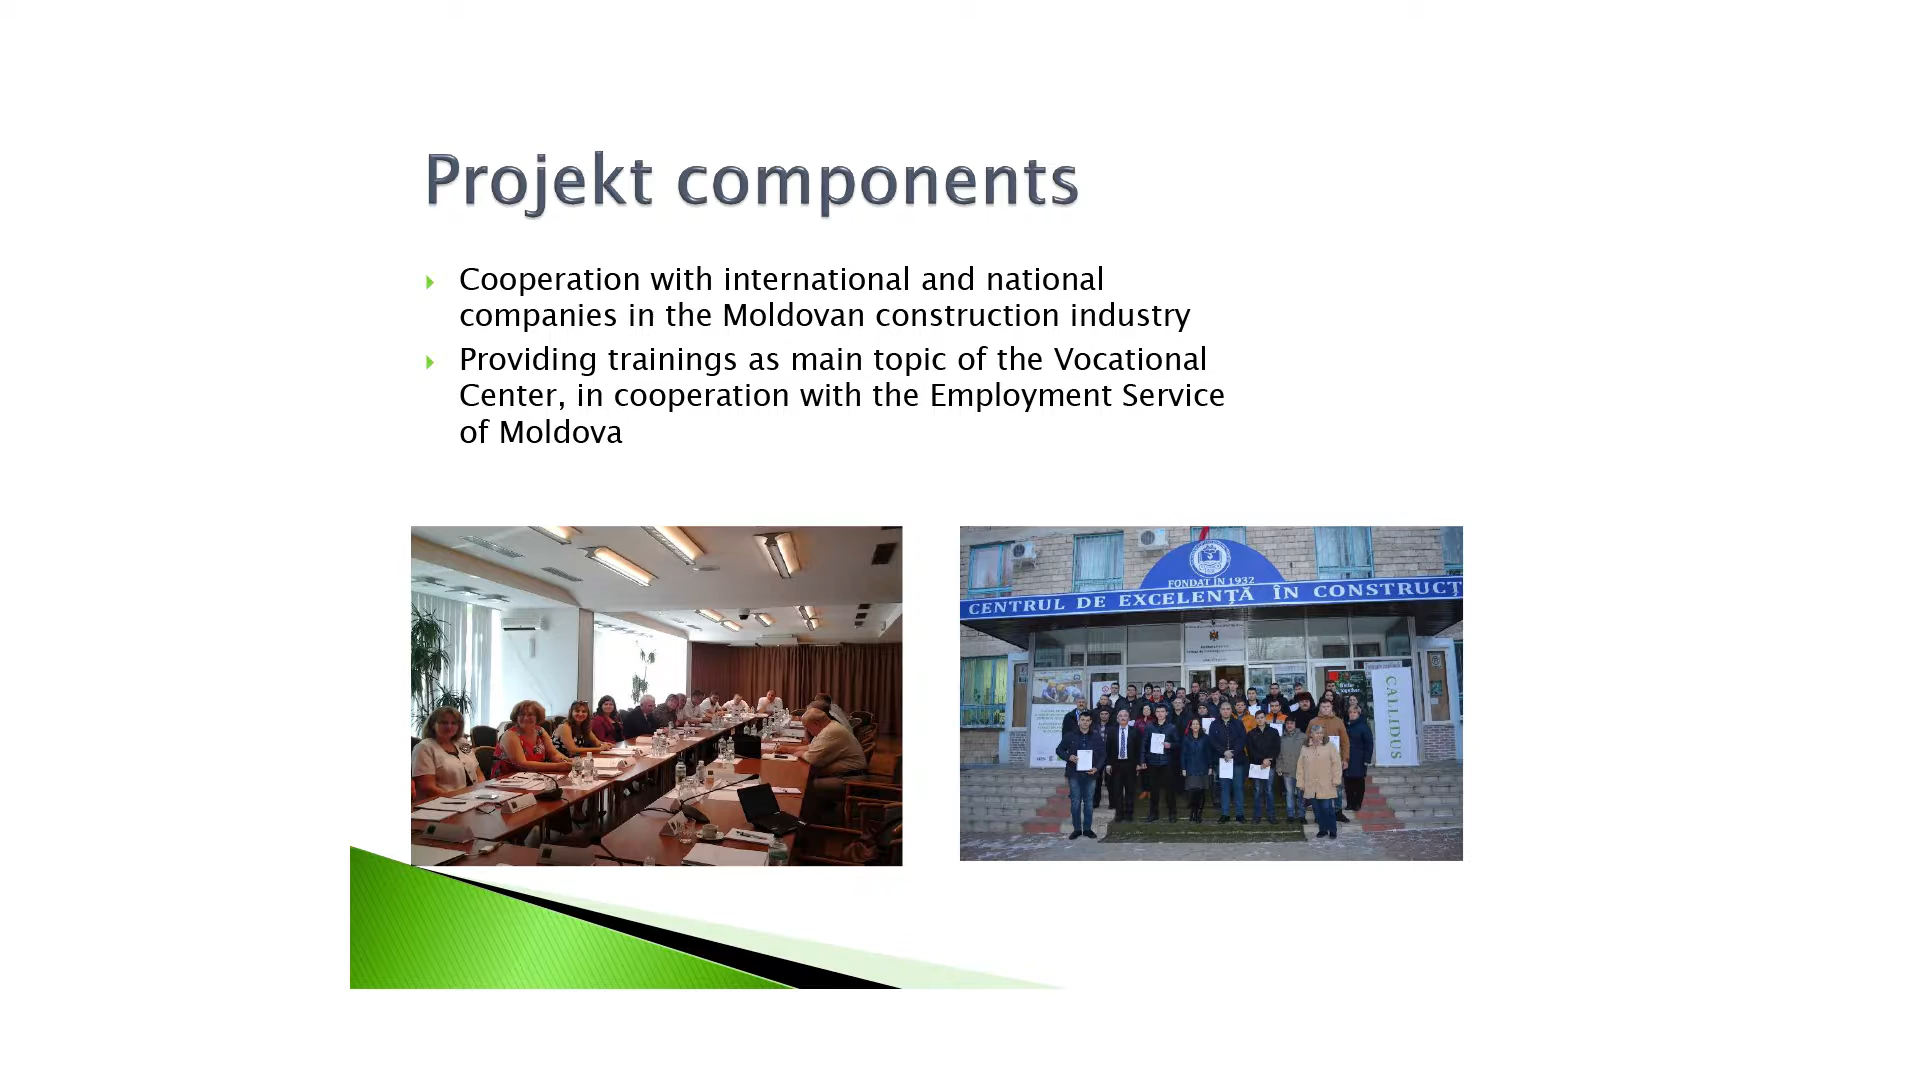 Projekt components
Cooperation with international and national
companies in the Moldovan construction industry
Providing trainings as main topic of the Vocational
Center, in cooperation with the Employment Service
of Moldova
FONDAT ÎN 1932
CENTRUL DE EXCELENȚĂ ÎN CONSTRUCȚ
CALLIDUS